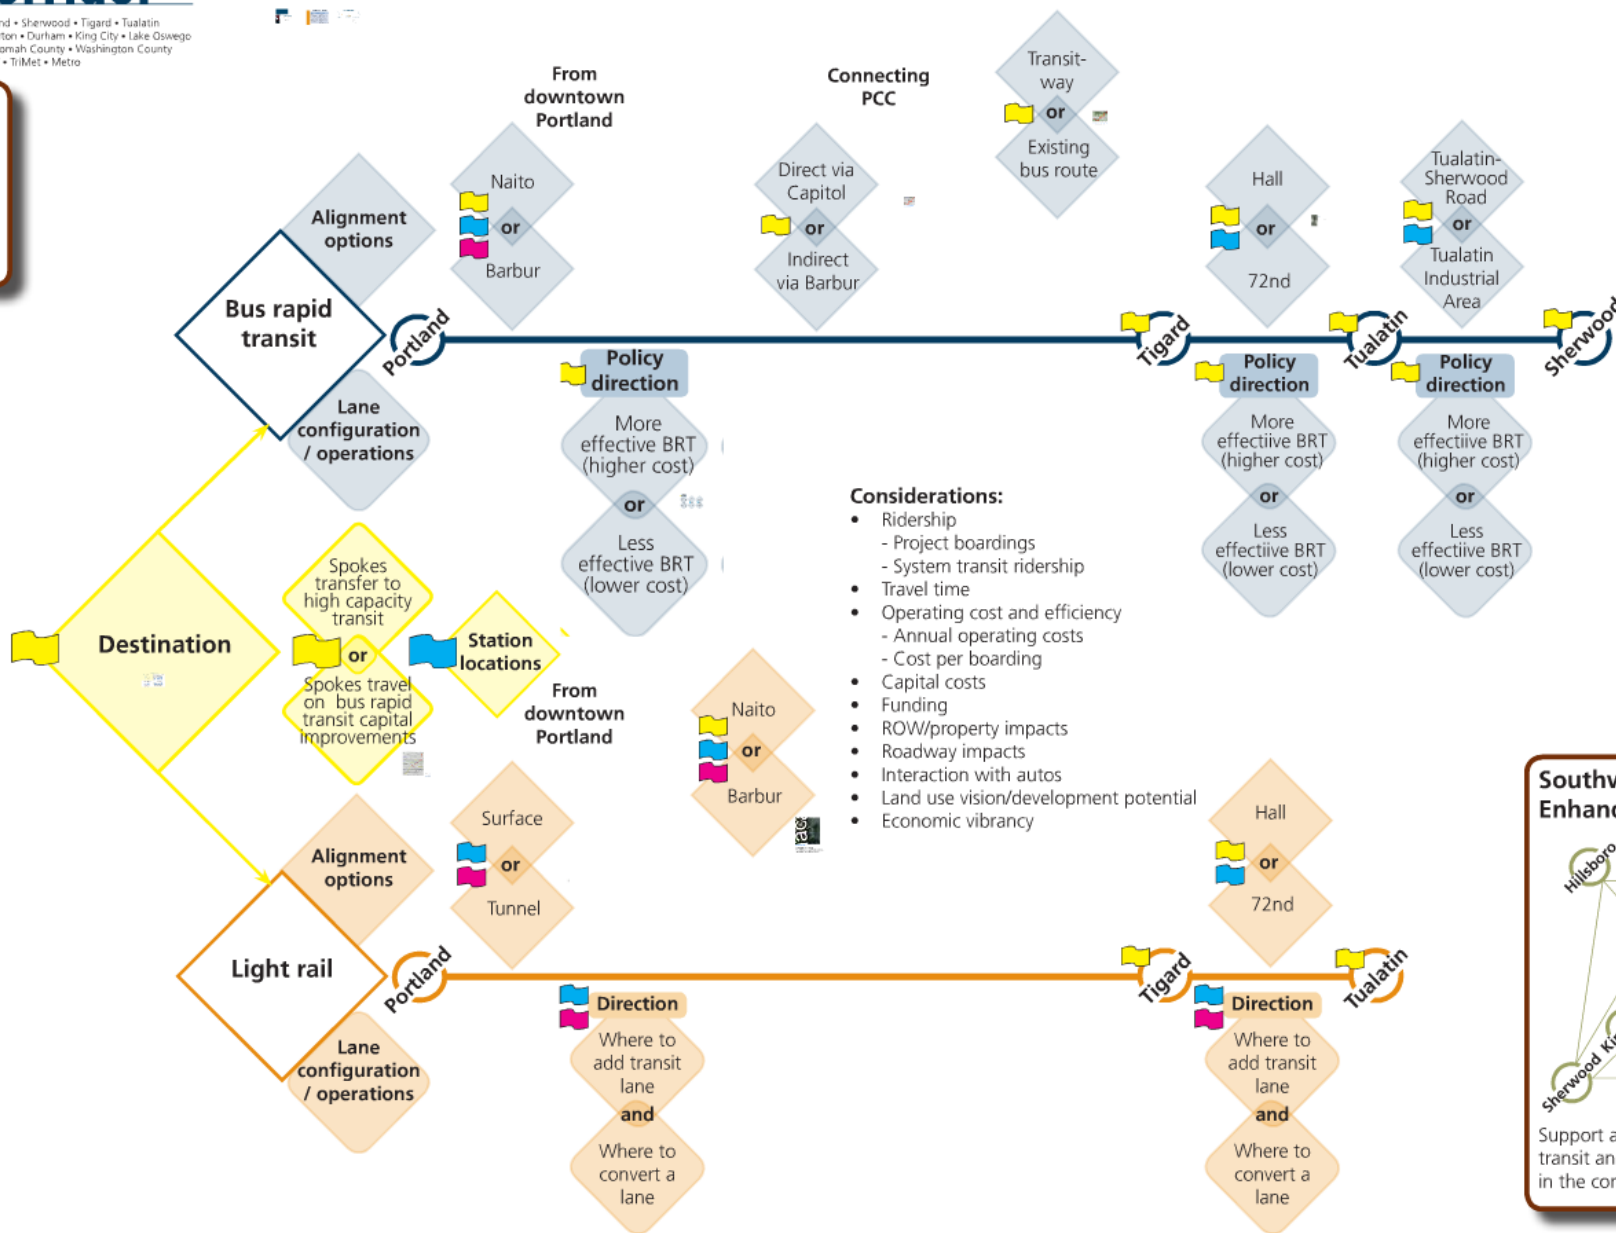 nd • Sherwood • Tigard • Tualatin
rton • Durham • King City • Lake Oswego
omah County • Washington County
• TriMet • Metro
From
downtown
Portland
Connecting
PCC
Transit-
way
or
Existing
bus route
Alignment
options
Naito
or
Barbur
Direct via
Capitol
or
Indirect
via Barbur
Hall
or
72nd
Tualatin-
Sherwood
Road
or
Tualatin
Industrial
Area
Bus rapid
transit
Portland
Tigard
Tualatin
Sherwood
Lane
configuration
/ operations
Policy
direction
More
effective BRT
(higher cost)
or
Less
effective BRT
(lower cost)
Policy
direction
More
effectiive BRT
(higher cost)
or
Less
effectiive BRT
(lower cost)
Policy
direction
More
effectiive BRT
(higher cost)
or
Less
effectiive BRT
(lower cost)
Destination
Spokes
transfer to
high capacity
transit
or
Spokes travel
on bus rapid
transit capital
improvements
Station
locations
Considerations:
• Ridership
- Project boardings
- System transit ridership
• Travel time
• Operating cost and efficiency
- Annual operating costs
- Cost per boarding
• Capital costs
• Funding
• ROW/property impacts
• Roadway impacts
• Interaction with autos
• Land use vision/development potential
• Economic vibrancy
From
downtown
Portland
Naito
or
Barbur
Alignment
options
Surface
or
Tunnel
Hall
or
72nd
Light rail
Portland
Tigard
Tualatin
Lane
configuration
/ operations
Direction
Where to
add transit
lane
and
Where to
convert a
lane
Direction
Where to
add transit
lane
and
Where to
convert a
lane
Southw
Enhanc
Hillsboro
Sherwood
Kin
Support a
transit an
in the cor